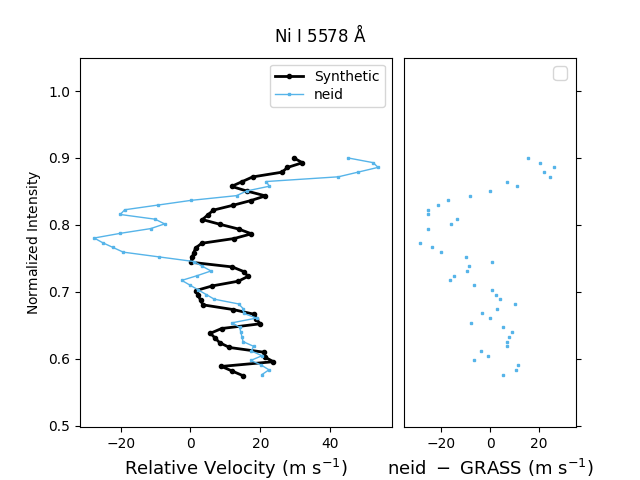 Ni I 5578 Å
Synthetic
neid
Normalized Intensity
1.0
0.9
0.8
0.7
0.6
0.5
−20 0 20 40
−20 0 20
Relative Velocity (m s⁻¹)
neid − GRASS (m s⁻¹)